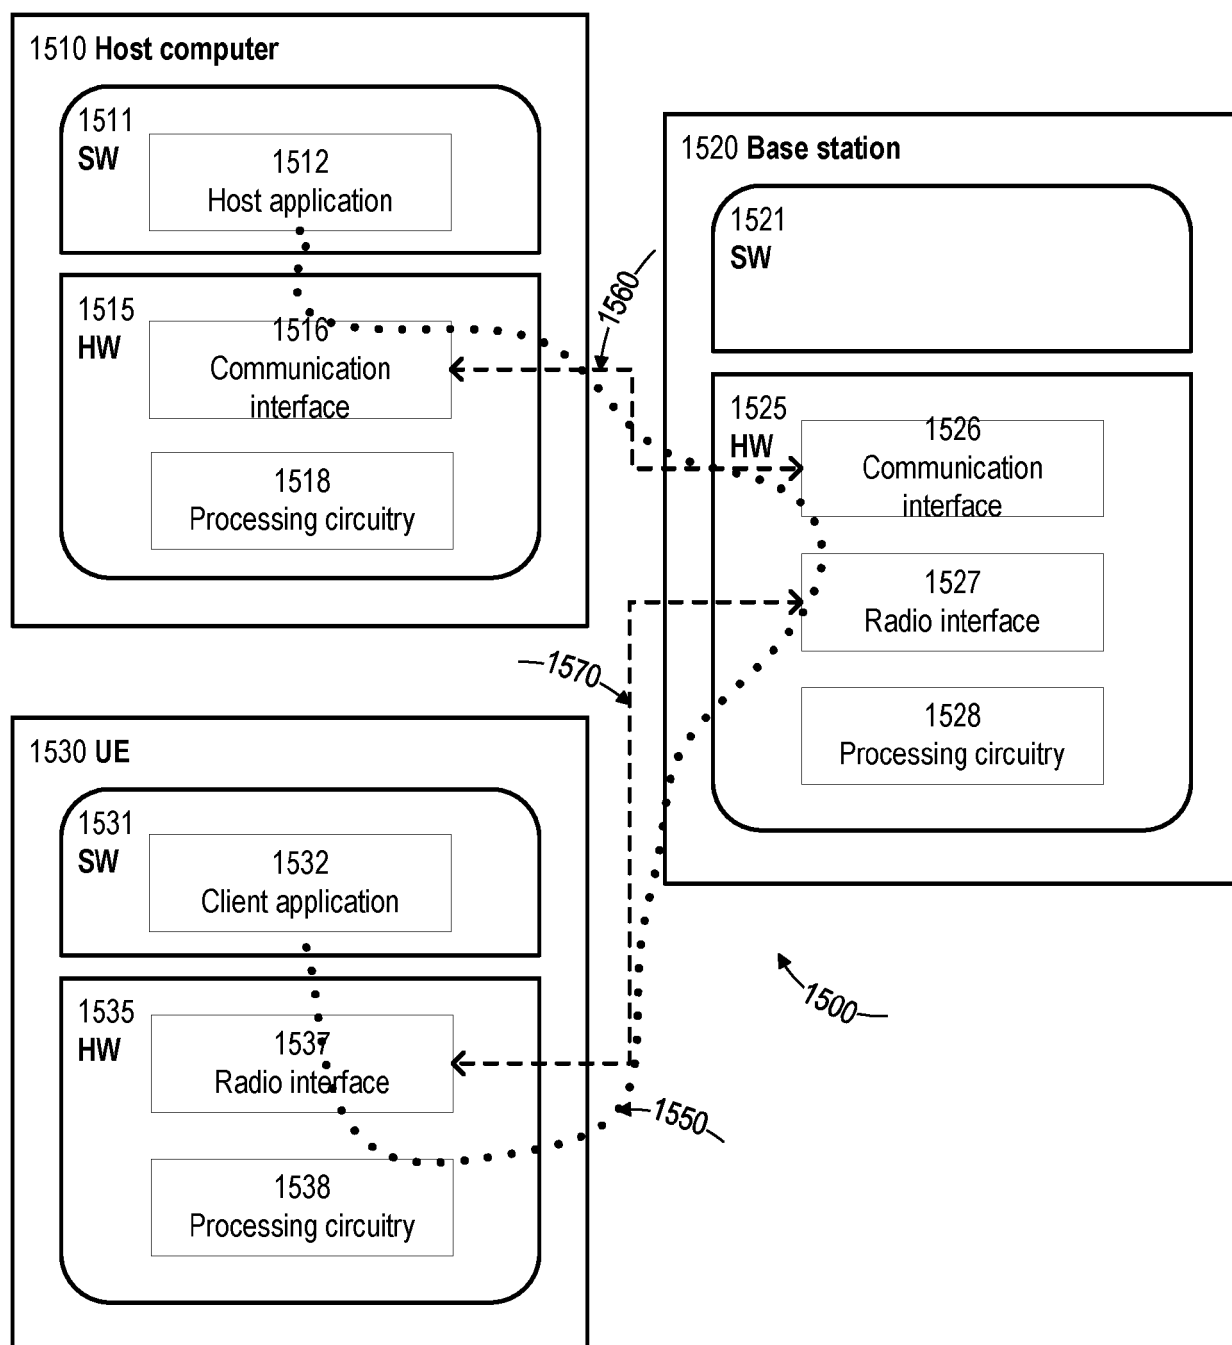 1510 Host computer
1511
SW
1512
Host application
1515
HW
1516
Communication
interface
1518
Processing circuitry
1560
1520 Base station
1521
SW
1525
HW
1526
Communication
interface
1527
Radio interface
1528
Processing circuitry
1570
1530 UE
1531
SW
1532
Client application
1535
HW
1537
Radio interface
1538
Processing circuitry
1500
1550